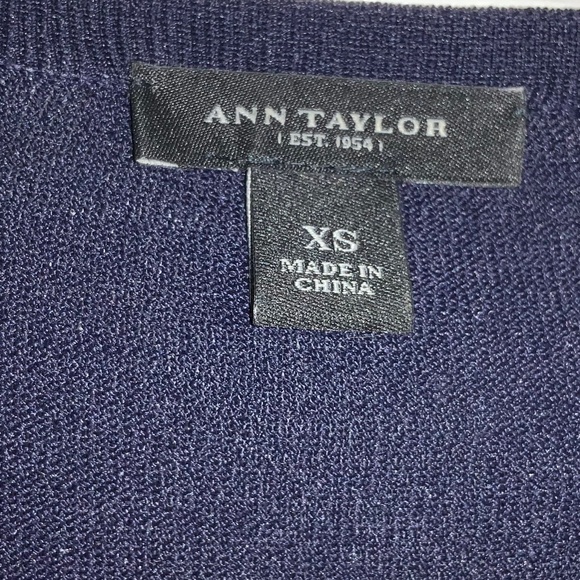 ANN TAYLOR
( EST. 1954 )
XS
MADE IN
CHINA